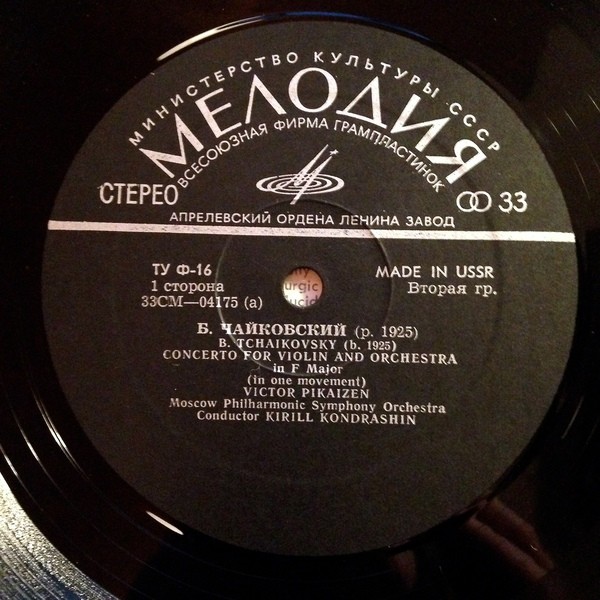 МИНИСТЕРСТВО КУЛЬТУРЫ СССР
МЕЛОДИЯ
ВСЕСОЮЗНАЯ ФИРМА ГРАМПЛАСТИНОК
СТЕРЕО
33
АПРЕЛЕВСКИЙ ОРДЕНА ЛЕНИНА ЗАВОД
ТУ Ф-16
MADE IN USSR
1 сторона
Вторая гр.
33СМ—04175 (а)
Б. ЧАЙКОВСКИЙ (р. 1925)
B. TCHAIKOVSKY (b. 1925)
CONCERTO FOR VIOLIN AND ORCHESTRA
in F Major
(in one movement)
VICTOR PIKAIZEN
Moscow Philharmonic Symphony Orchestra
Conductor KIRILL KONDRASHIN